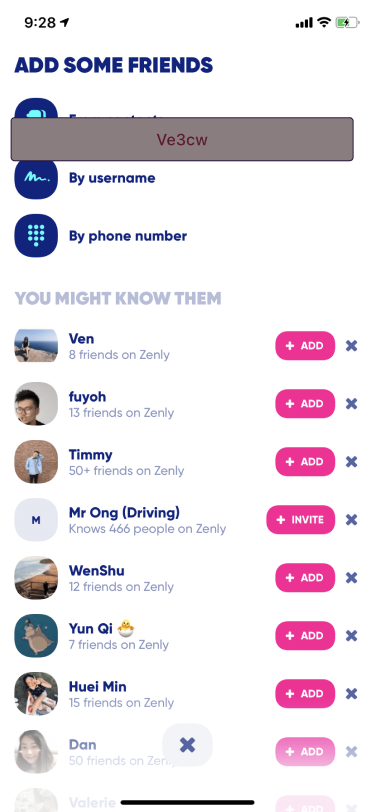 9:28
ADD SOME FRIENDS
Ve3cw
By username
By phone number
YOU MIGHT KNOW THEM
Ven
8 friends on Zenly
+ ADD
fuyoh
13 friends on Zenly
+ ADD
Timmy
50+ friends on Zenly
+ ADD
M
Mr Ong (Driving)
Knows 466 people on Zenly
+ INVITE
WenShu
12 friends on Zenly
+ ADD
Yun Qi 🐣
7 friends on Zenly
+ ADD
Huei Min
15 friends on Zenly
+ ADD
Dan
50 friends on
+ ADD
Valerie
+ ADD